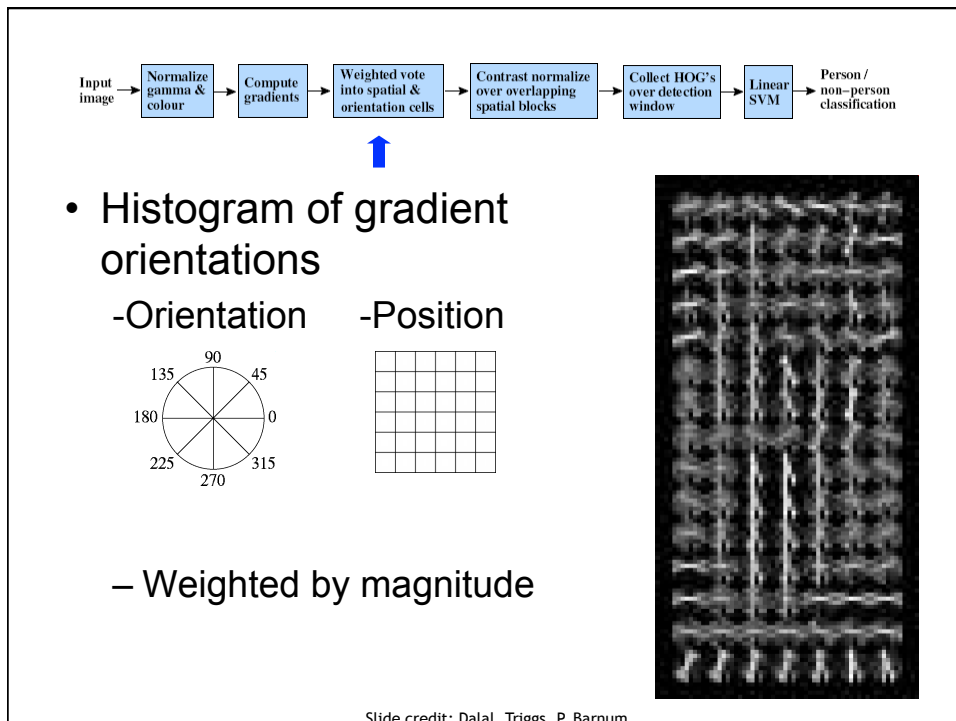 Input image
Normalize gamma & colour
Compute gradients
Weighted vote into spatial & orientation cells
Contrast normalize over overlapping spatial blocks
Collect HOG's over detection window
Linear SVM
Person / non–person classification
• Histogram of gradient
orientations
-Orientation -Position
90
135 45
180 0
225 315
270
– Weighted by magnitude
Slide credit: Dalal, Triggs, P. Barnum